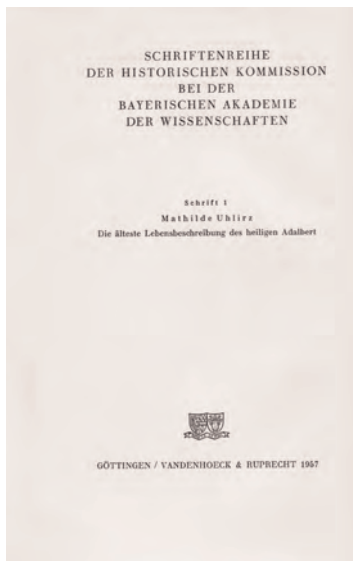 SCHRIFTENREIHE
DER HISTORISCHEN KOMMISSION
BEI DER
BAYERISCHEN AKADEMIE
DER WISSENSCHAFTEN
Schrift 1
Mathilde Uhlirz
Die älteste Lebensbeschreibung des heiligen Adalbert
GÖTTINGEN / VANDENHOECK & RUPRECHT 1957